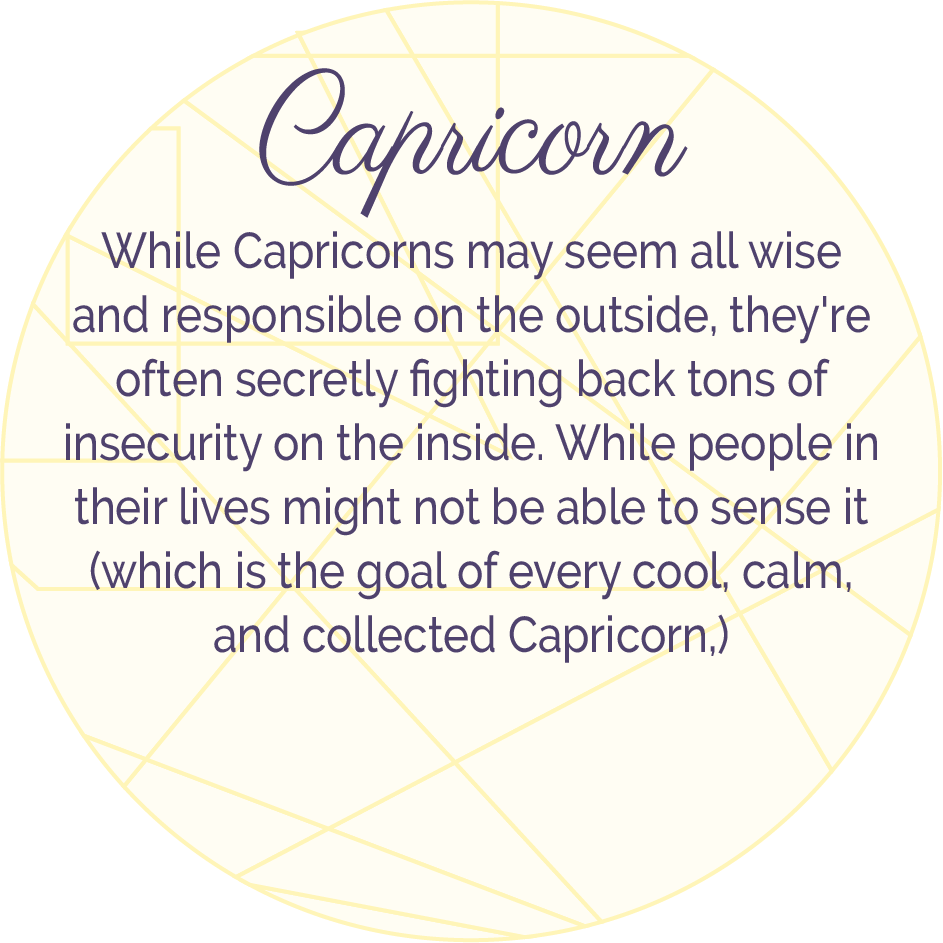 Capricorn
While Capricorns may seem all wise
and responsible on the outside, they're
often secretly fighting back tons of
insecurity on the inside. While people in
their lives might not be able to sense it
(which is the goal of every cool, calm,
and collected Capricorn,)